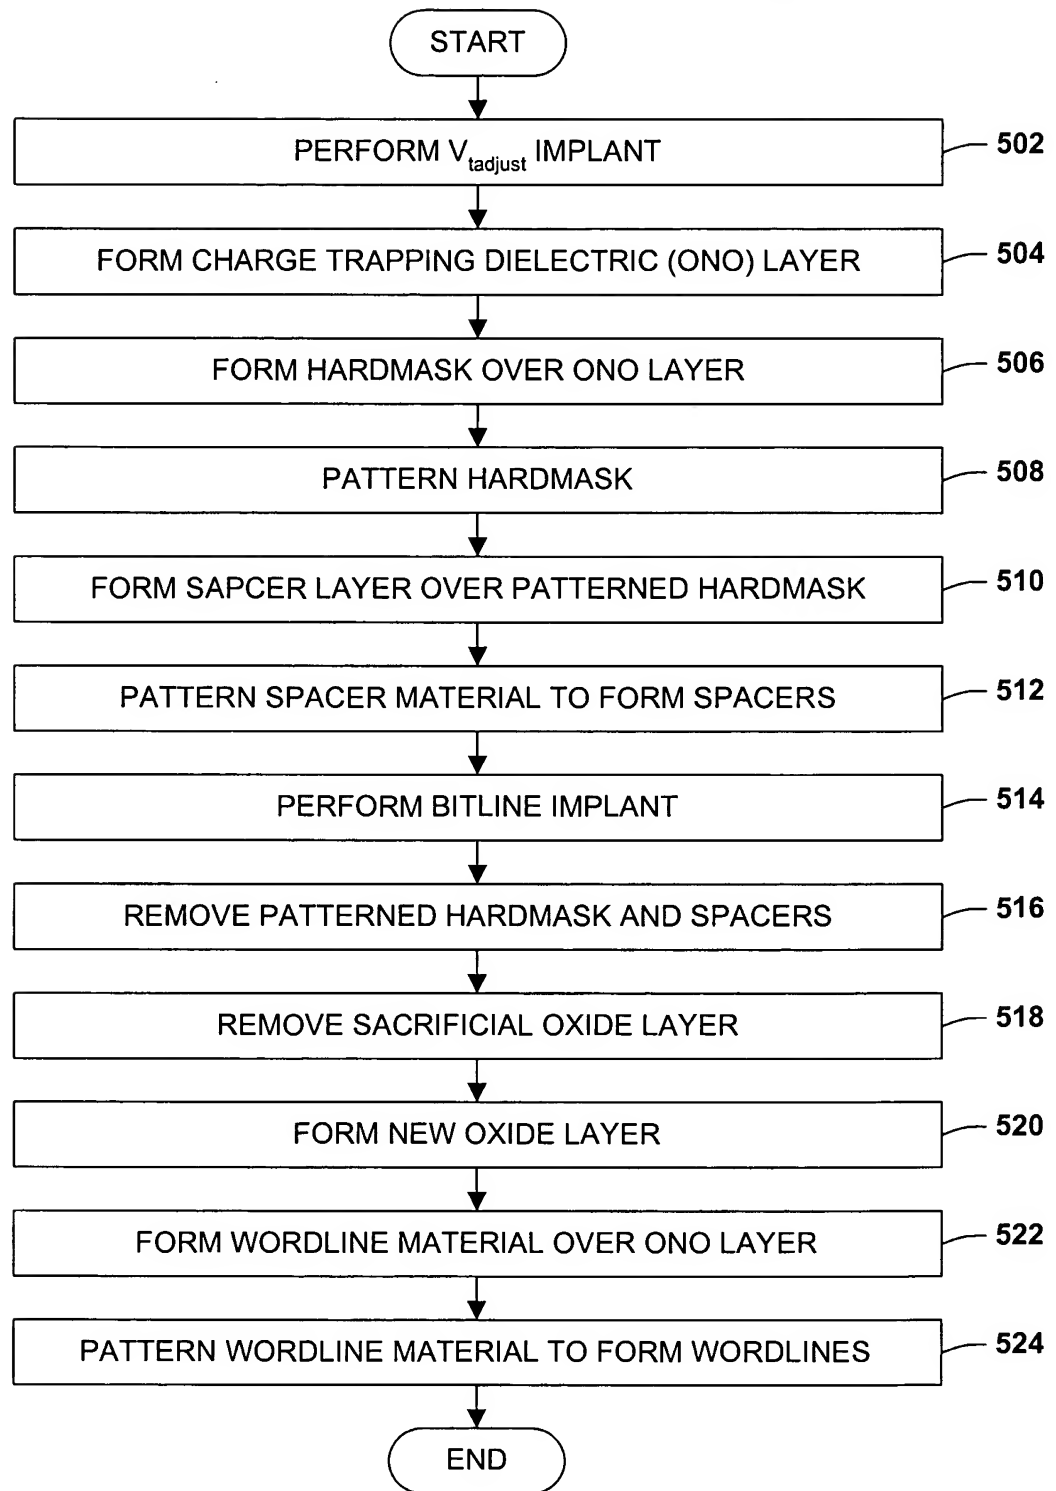 START
PERFORM Vtadjust IMPLANT
502
FORM CHARGE TRAPPING DIELECTRIC (ONO) LAYER
504
FORM HARDMASK OVER ONO LAYER
506
PATTERN HARDMASK
508
FORM SAPCER LAYER OVER PATTERNED HARDMASK
510
PATTERN SPACER MATERIAL TO FORM SPACERS
512
PERFORM BITLINE IMPLANT
514
REMOVE PATTERNED HARDMASK AND SPACERS
516
REMOVE SACRIFICIAL OXIDE LAYER
518
FORM NEW OXIDE LAYER
520
FORM WORDLINE MATERIAL OVER ONO LAYER
522
PATTERN WORDLINE MATERIAL TO FORM WORDLINES
524
END